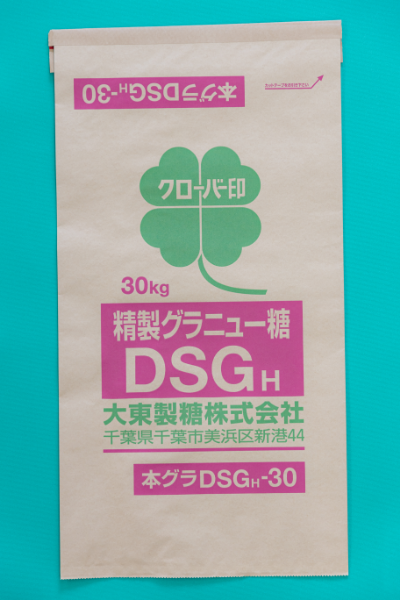 本グラDSGH-30
クローバー印
30kg
精製グラニュー糖
DSG H
大東製糖株式会社
千葉県千葉市美浜区新港44
本グラDSGH-30